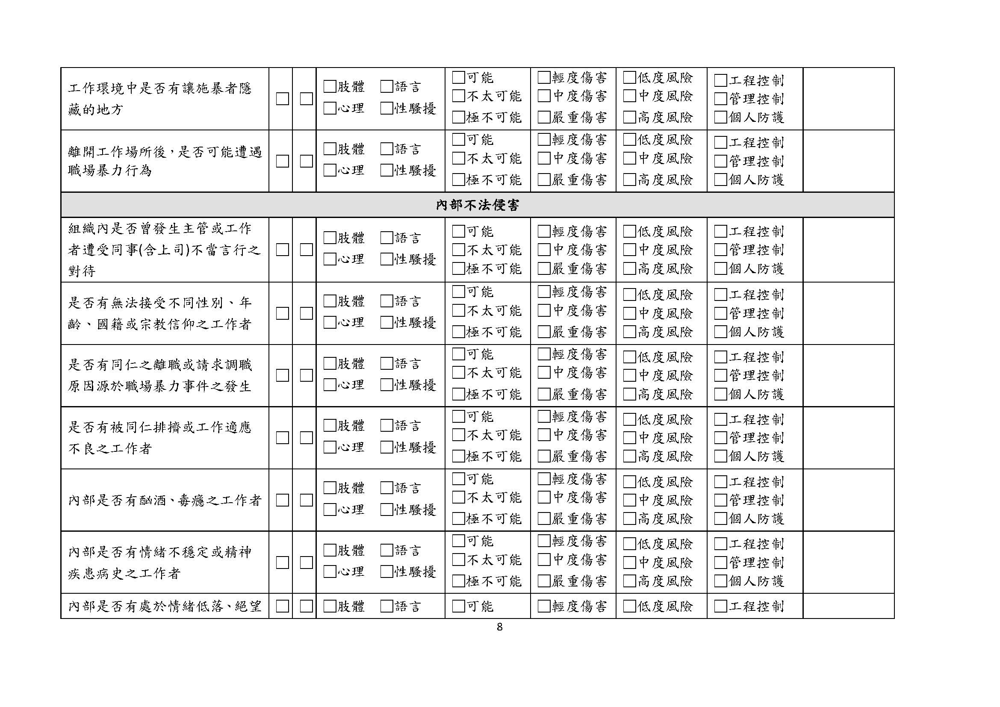 工作環境中是否有讓施暴者隱
藏的地方
□ □
□肢體 □語言
□心理 □性騷擾
□可能
□不太可能
□極不可能
□輕度傷害
□中度傷害
□嚴重傷害
□低度風險
□中度風險
□高度風險
□工程控制
□管理控制
□個人防護
離開工作場所後，是否可能遭遇
職場暴力行為
□ □
□肢體 □語言
□心理 □性騷擾
□可能
□不太可能
□極不可能
□輕度傷害
□中度傷害
□嚴重傷害
□低度風險
□中度風險
□高度風險
□工程控制
□管理控制
□個人防護
內部不法侵害
組織內是否曾發生主管或工作
者遭受同事(含上司)不當言行之
對待
□ □
□肢體 □語言
□心理 □性騷擾
□可能
□不太可能
□極不可能
□輕度傷害
□中度傷害
□嚴重傷害
□低度風險
□中度風險
□高度風險
□工程控制
□管理控制
□個人防護
是否有無法接受不同性別、年
齡、國籍或宗教信仰之工作者
□ □
□肢體 □語言
□心理 □性騷擾
□可能
□不太可能
□極不可能
□輕度傷害
□中度傷害
□嚴重傷害
□低度風險
□中度風險
□高度風險
□工程控制
□管理控制
□個人防護
是否有同仁之離職或請求調職
原因源於職場暴力事件之發生
□ □
□肢體 □語言
□心理 □性騷擾
□可能
□不太可能
□極不可能
□輕度傷害
□中度傷害
□嚴重傷害
□低度風險
□中度風險
□高度風險
□工程控制
□管理控制
□個人防護
是否有被同仁排擠或工作適應
不良之工作者
□ □
□肢體 □語言
□心理 □性騷擾
□可能
□不太可能
□極不可能
□輕度傷害
□中度傷害
□嚴重傷害
□低度風險
□中度風險
□高度風險
□工程控制
□管理控制
□個人防護
內部是否有酗酒、毒癮之工作者
□ □
□肢體 □語言
□心理 □性騷擾
□可能
□不太可能
□極不可能
□輕度傷害
□中度傷害
□嚴重傷害
□低度風險
□中度風險
□高度風險
□工程控制
□管理控制
□個人防護
內部是否有情緒不穩定或精神
疾患病史之工作者
□ □
□肢體 □語言
□心理 □性騷擾
□可能
□不太可能
□極不可能
□輕度傷害
□中度傷害
□嚴重傷害
□低度風險
□中度風險
□高度風險
□工程控制
□管理控制
□個人防護
內部是否有處於情緒低落、絕望
□ □
□肢體 □語言
□可能
□輕度傷害
□低度風險
□工程控制
8